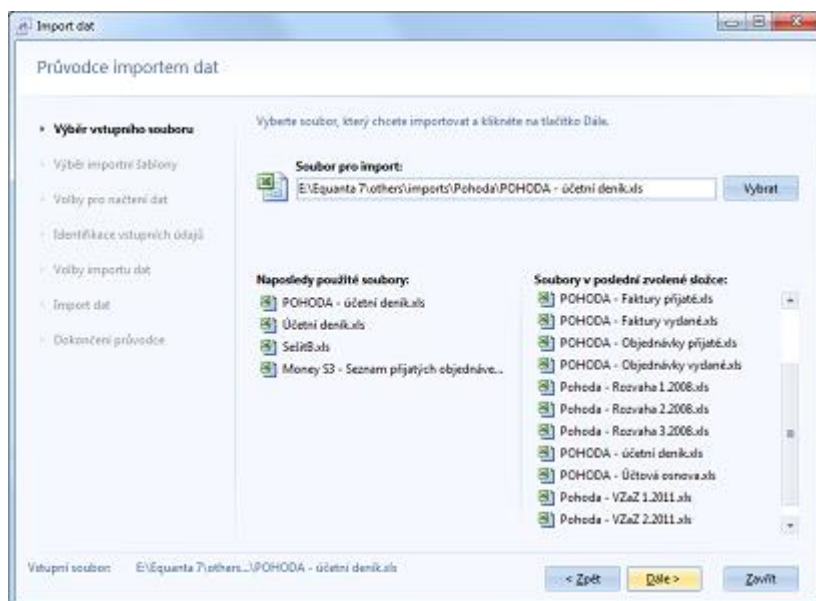 Import dat
Průvodce importem dat
Výběr vstupního souboru
Výběr importní šablony
Volby pro načtení dat
Identifikace vstupních údajů
Volby importu dat
Import dat
Dokončení průvodce
Vyberte soubor, který chcete importovat a klikněte na tlačítko Dále.
Soubor pro import:
E:\Equanta 7\others\imports\Pohoda\POHODA - účetní deník.xls
Vybrat
Naposledy použité soubory:
POHODA - účetní deník.xls
Účetní deník.xls
SešitB.xls
Money S3 - Seznam přijatých objednáve...
Soubory v poslední zvolené složce:
POHODA - Faktury přijaté.xls
POHODA - Faktury vydané.xls
POHODA - Objednávky přijaté.xls
POHODA - Objednávky vydané.xls
Pohoda - Rozvaha 1.2008.xls
Pohoda - Rozvaha 2.2008.xls
Pohoda - Rozvaha 3.2008.xls
POHODA - účetní deník.xls
POHODA - Účtová osnova.xls
Pohoda - VZaZ 1.2011.xls
Pohoda - VZaZ 2.2011.xls
Vstupní soubor: E:\Equanta 7\others...\POHODA - účetní deník.xls
< Zpět
Dále >
Zavřít